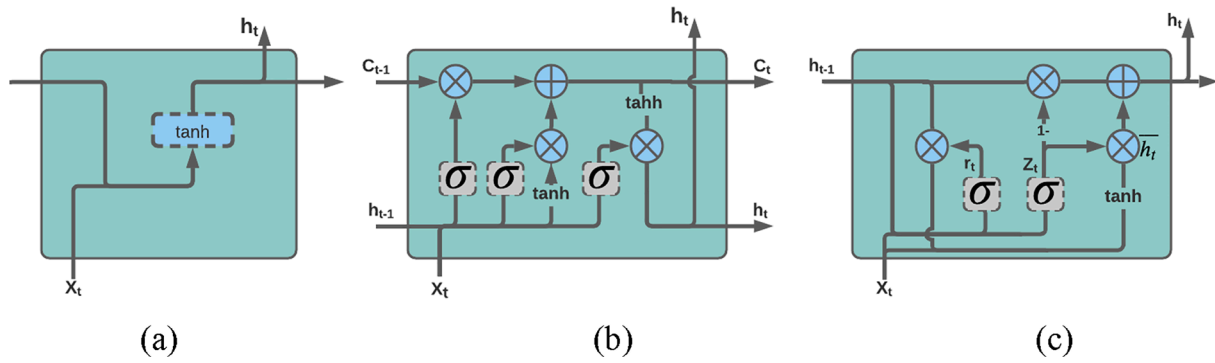 ht
tanh
Xt
(a)
ht
Ct-1
Ct
tahh
σ
σ
σ
tanh
ht-1
ht
Xt
(b)
ht
ht-1
1-
rt
Zt
ht
σ
σ
tanh
Xt
(c)